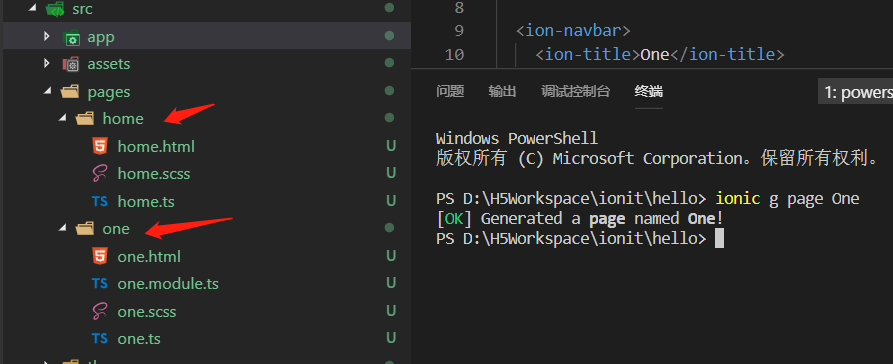 src
app
assets
pages
home
home.html
home.scss
TS home.ts
one
one.html
TS one.module.ts
one.scss
TS one.ts
U
U
U
U
U
U
U
8
9 <ion-navbar>
10 <ion-title>One</ion-title>
问题 输出 调试控制台 终端 1: powers
Windows PowerShell
版权所有 (C) Microsoft Corporation。保留所有权利。
PS D:\H5Workspace\ionit\hello> ionic g page One
[OK] Generated a page named One!
PS D:\H5Workspace\ionit\hello>